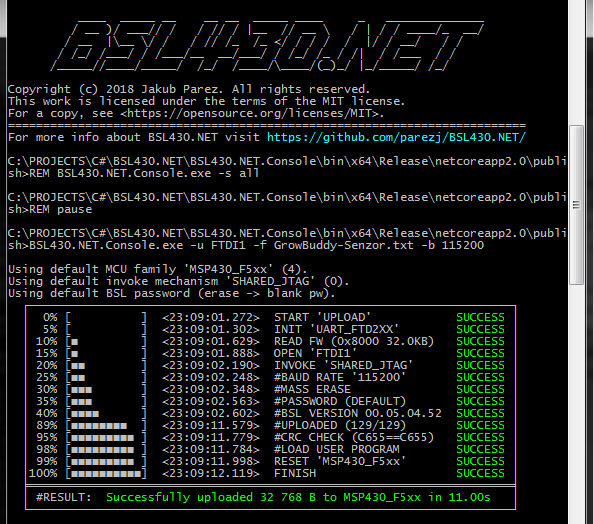 BSL430.NET
Copyright (c) 2018 Jakub Parez. All rights reserved.
This work is licensed under the terms of the MIT license.
For a copy, see <https://opensource.org/licenses/MIT>.
======================================================================
For more info about BSL430.NET visit https://github.com/parezj/BSL430.NET/
C:\PROJECTS\C#\BSL430.NET\BSL430.NET.Console\bin\x64\Release\netcoreapp2.0\publi
sh>REM BSL430.NET.Console.exe -s all
C:\PROJECTS\C#\BSL430.NET\BSL430.NET.Console\bin\x64\Release\netcoreapp2.0\publi
sh>REM pause
C:\PROJECTS\C#\BSL430.NET\BSL430.NET.Console\bin\x64\Release\netcoreapp2.0\publi
sh>BSL430.NET.Console.exe -u FTDI1 -f GrowBuddy-Senzor.txt -b 115200
Using default MCU family 'MSP430_F5xx' (4).
Using default invoke mechanism 'SHARED_JTAG' (0).
Using default BSL password (erase -> blank pw).
0% [          ] <23:09:01.272> START 'UPLOAD' SUCCESS
5% [          ] <23:09:01.302> INIT 'UART_FTD2XX' SUCCESS
10% [■         ] <23:09:01.629> READ FW (0x8000 32.0KB) SUCCESS
15% [■         ] <23:09:01.888> OPEN 'FTDI1' SUCCESS
20% [■■        ] <23:09:02.190> INVOKE 'SHARED_JTAG' SUCCESS
25% [■■        ] <23:09:02.248> #BAUD RATE '115200' SUCCESS
30% [■■■       ] <23:09:02.348> #MASS ERASE SUCCESS
35% [■■■       ] <23:09:02.563> #PASSWORD (DEFAULT) SUCCESS
40% [■■■■      ] <23:09:02.602> #BSL VERSION 00.05.04.52 SUCCESS
89% [■■■■■■■■  ] <23:09:11.579> #UPLOADED (129/129) SUCCESS
95% [■■■■■■■■■ ] <23:09:11.779> #CRC CHECK (C655==C655) SUCCESS
98% [■■■■■■■■■ ] <23:09:11.784> #LOAD USER PROGRAM SUCCESS
99% [■■■■■■■■■ ] <23:09:11.998> RESET 'MSP430_F5xx' SUCCESS
100% [■■■■■■■■■■] <23:09:12.119> FINISH SUCCESS
#RESULT: Successfully uploaded 32 768 B to MSP430_F5xx in 11.00s